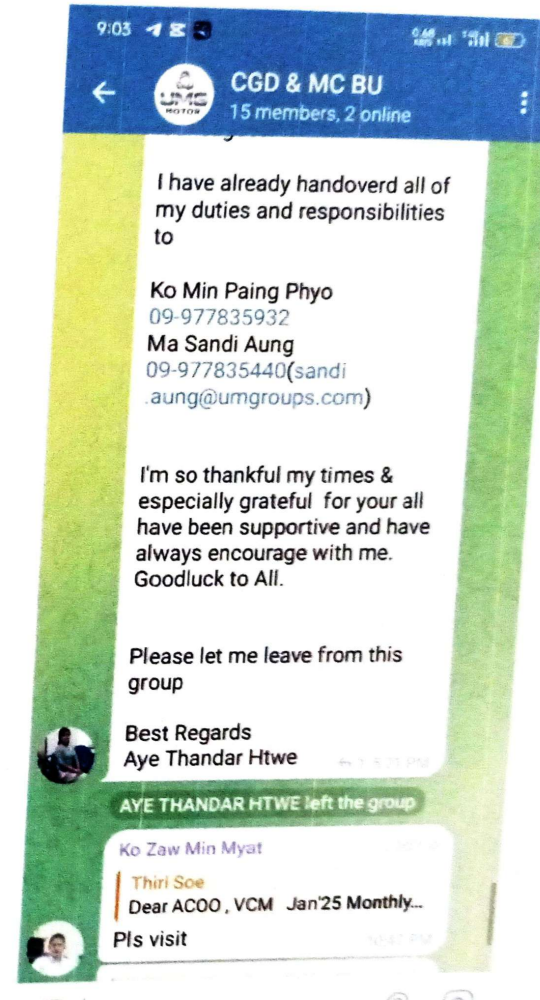 9:03
0.68
KB/S
CGD & MC BU
UMG
MOTOR
15 members, 2 online
I have already handoverd all of
my duties and responsibilities
to
Ko Min Paing Phyo
09-977835932
Ma Sandi Aung
09-977835440(sandi
.aung@umgroups.com)
I'm so thankful my times &
especially grateful for your all
have been supportive and have
always encourage with me.
Goodluck to All.
Please let me leave from this
group
Best Regards
Aye Thandar Htwe
AYE THANDAR HTWE left the group
Ko Zaw Min Myat
Thiri Soe
Dear ACOO , VCM Jan'25 Monthly...
Pls visit